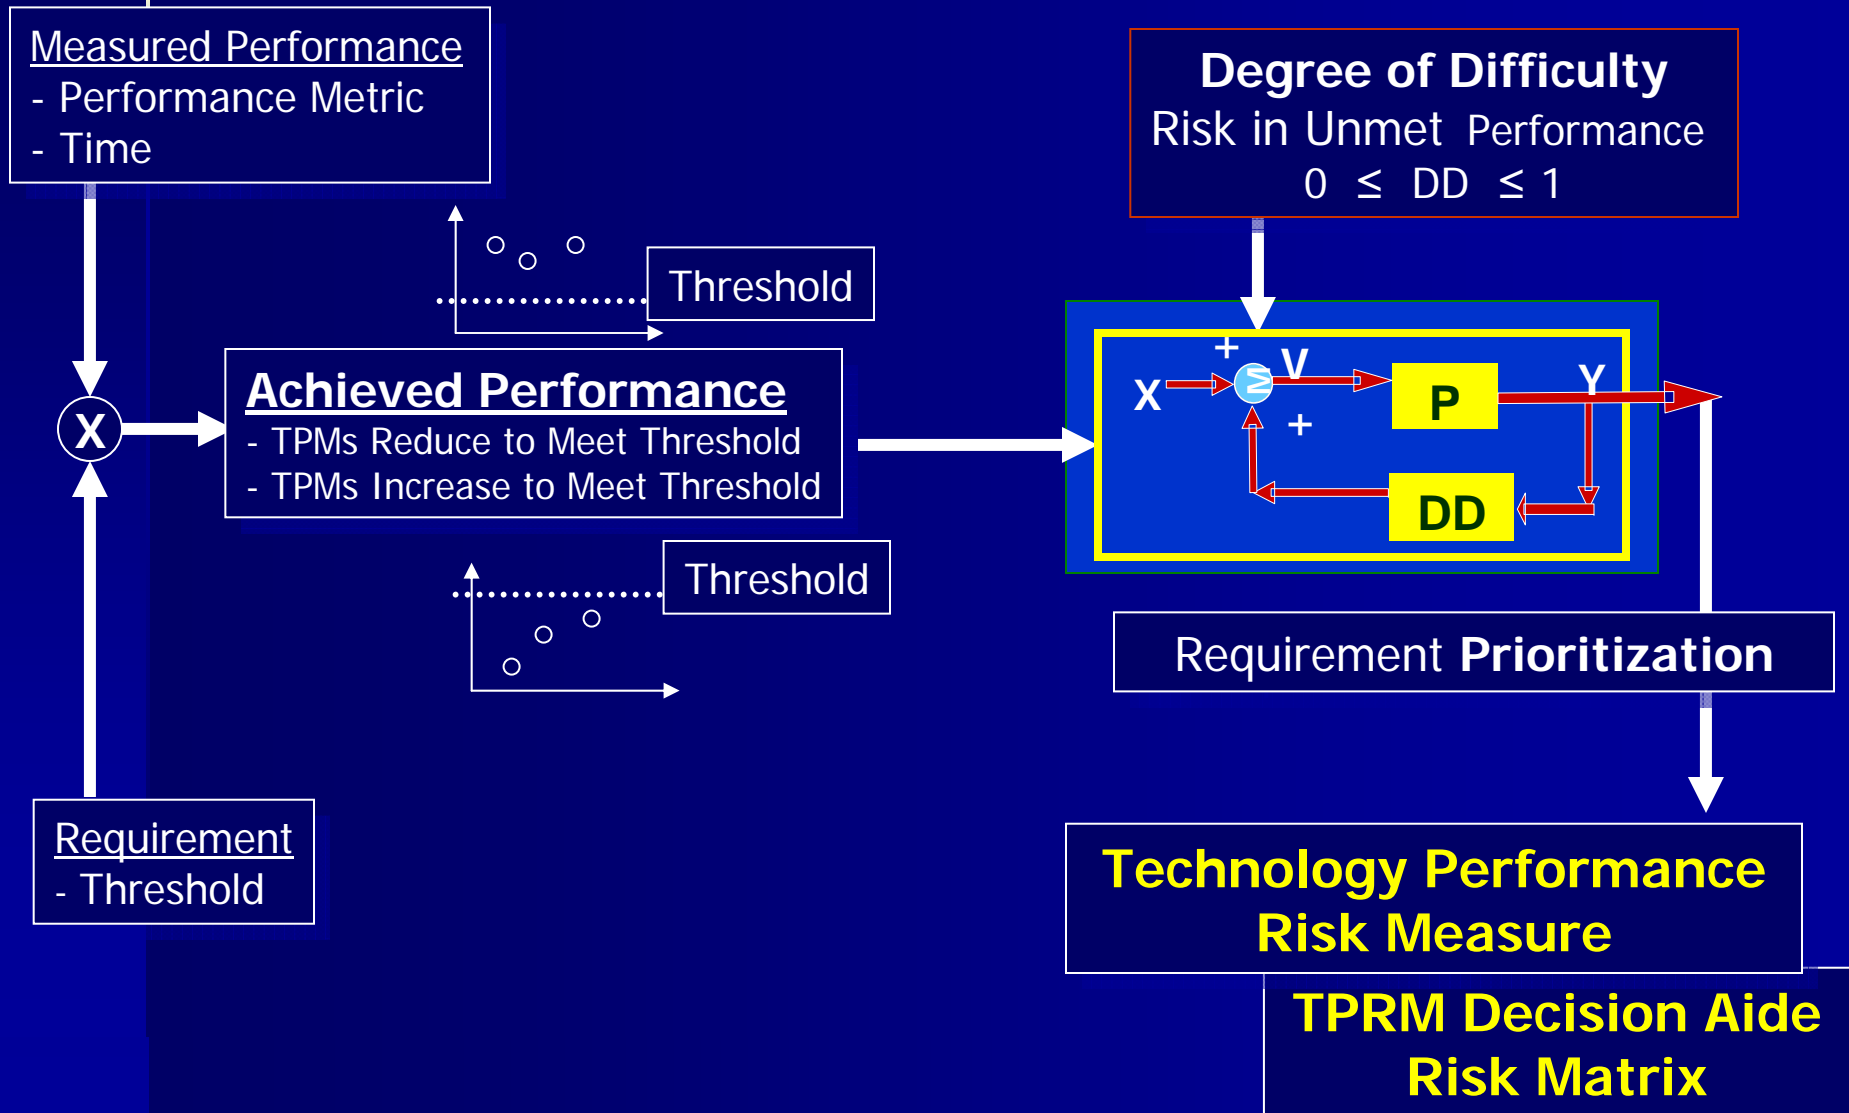 Measured Performance
- Performance Metric
- Time
Degree of Difficulty
Risk in Unmet Performance
0 ≤ DD ≤ 1
Threshold
X
Achieved Performance
- TPMs Reduce to Meet Threshold
- TPMs Increase to Meet Threshold
+
X
Σ
V
P
Y
+
DD
Threshold
Requirement Prioritization
Requirement
- Threshold
Technology Performance
Risk Measure
TPRM Decision Aide
Risk Matrix